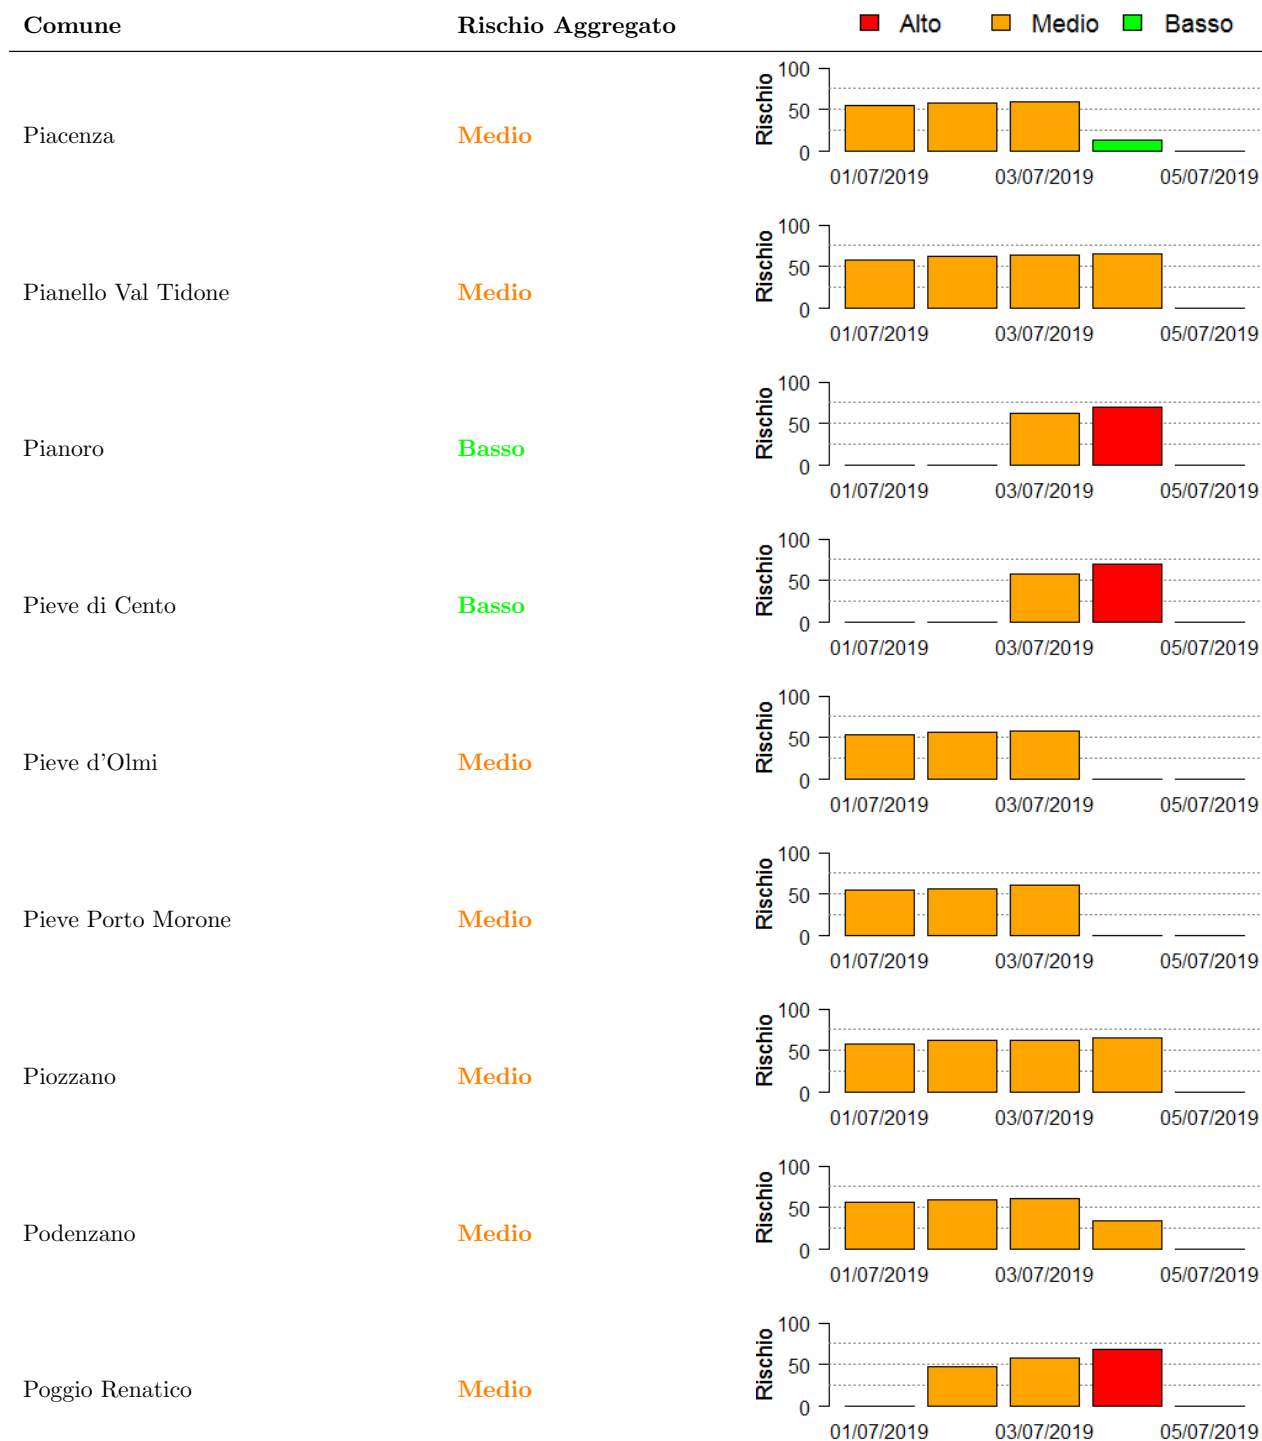 Comune Rischio Aggregato Alto Medio Basso
Piacenza Medio
Rischio
100
50
0
01/07/2019 03/07/2019 05/07/2019
Pianello Val Tidone Medio
Rischio
100
50
0
01/07/2019 03/07/2019 05/07/2019
Pianoro Basso
Rischio
100
50
0
01/07/2019 03/07/2019 05/07/2019
Pieve di Cento Basso
Rischio
100
50
0
01/07/2019 03/07/2019 05/07/2019
Pieve d'Olmi Medio
Rischio
100
50
0
01/07/2019 03/07/2019 05/07/2019
Pieve Porto Morone Medio
Rischio
100
50
0
01/07/2019 03/07/2019 05/07/2019
Piozzano Medio
Rischio
100
50
0
01/07/2019 03/07/2019 05/07/2019
Podenzano Medio
Rischio
100
50
0
01/07/2019 03/07/2019 05/07/2019
Poggio Renatico Medio
Rischio
100
50
0
01/07/2019 03/07/2019 05/07/2019